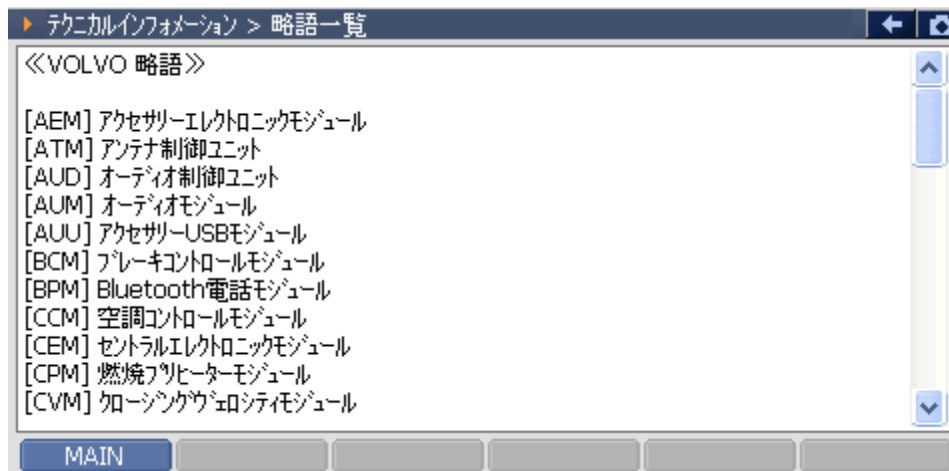 テクニカルインフォメーション > 略語一覧
≪VOLVO 略語≫
[AEM] アクセサリーエレクトロニックモジュール
[ATM] アンテナ制御ユニット
[AUD] オーディオ制御ユニット
[AUM] オーディオモジュール
[AUU] アクセサリーUSBモジュール
[BCM] ブレーキコントロールモジュール
[BPM] Bluetooth電話モジュール
[CCM] 空調コントロールモジュール
[CEM] セントラルエレクトロニックモジュール
[CPM] 燃焼プリヒーターモジュール
[CVM] クロージングヴェロシティモジュール
MAIN